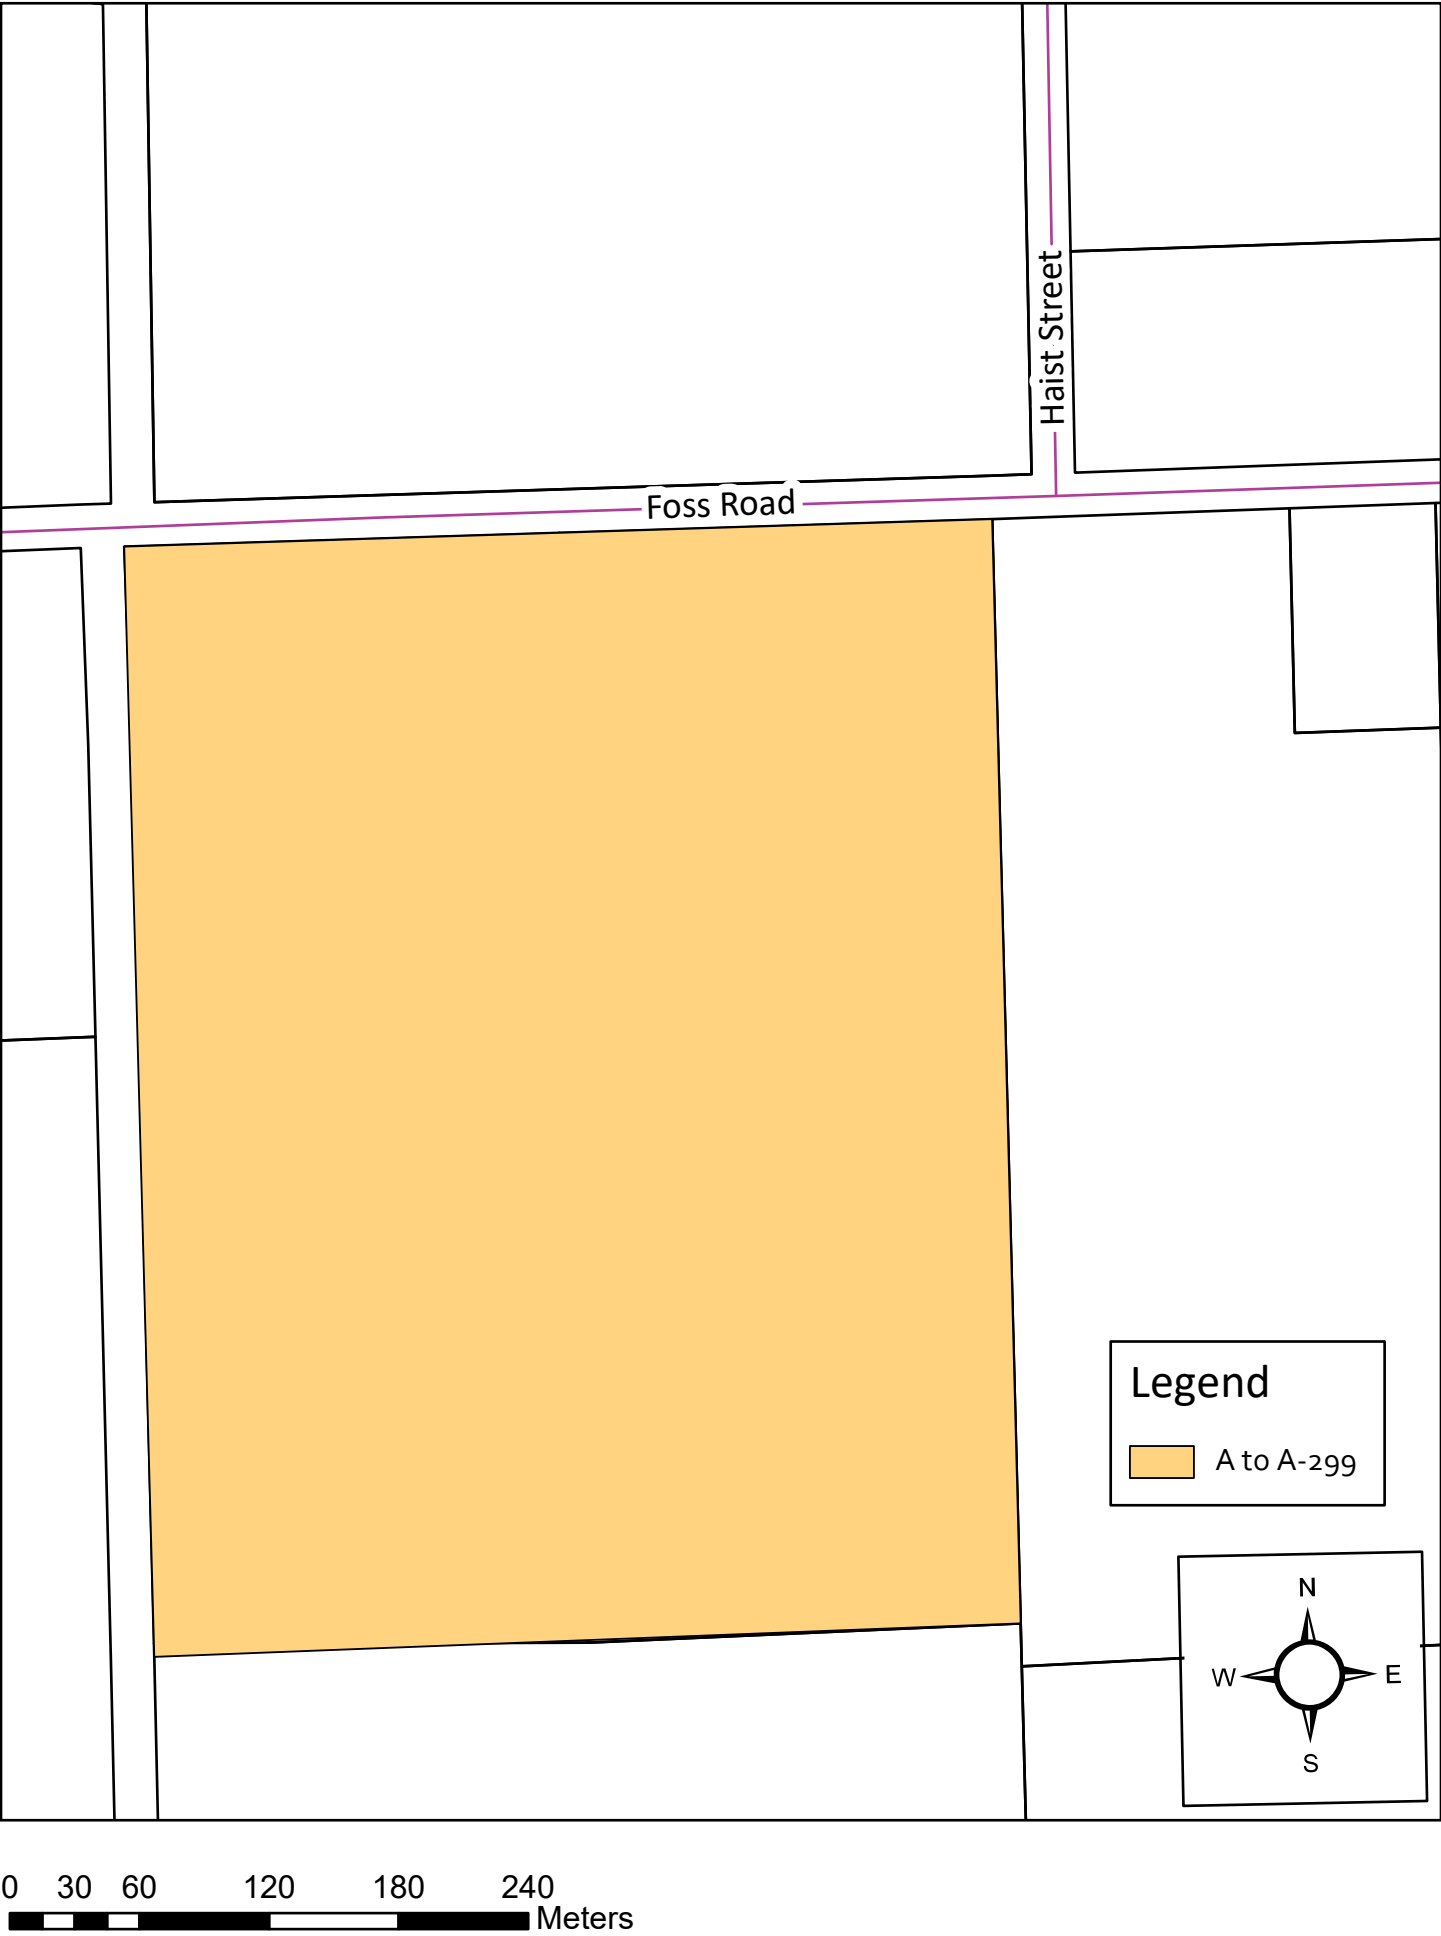 Haist Street
Foss Road
Legend
A to A-299
N
W E
S
0 30 60 120 180 240
Meters